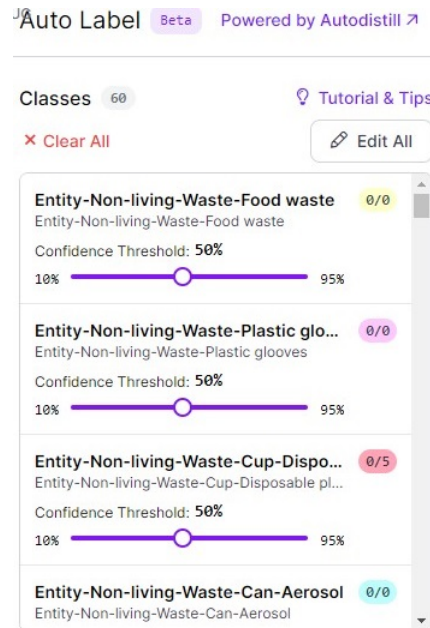 Auto Label Beta Powered by Autodistill ↗
Classes 60 Tutorial & Tips
× Clear All Edit All
Entity-Non-living-Waste-Food waste 0/0
Entity-Non-living-Waste-Food waste
Confidence Threshold: 50%
10% 95%
Entity-Non-living-Waste-Plastic glo... 0/0
Entity-Non-living-Waste-Plastic glooves
Confidence Threshold: 50%
10% 95%
Entity-Non-living-Waste-Cup-Dispo... 0/5
Entity-Non-living-Waste-Cup-Disposable pl...
Confidence Threshold: 50%
10% 95%
Entity-Non-living-Waste-Can-Aerosol 0/0
Entity-Non-living-Waste-Can-Aerosol